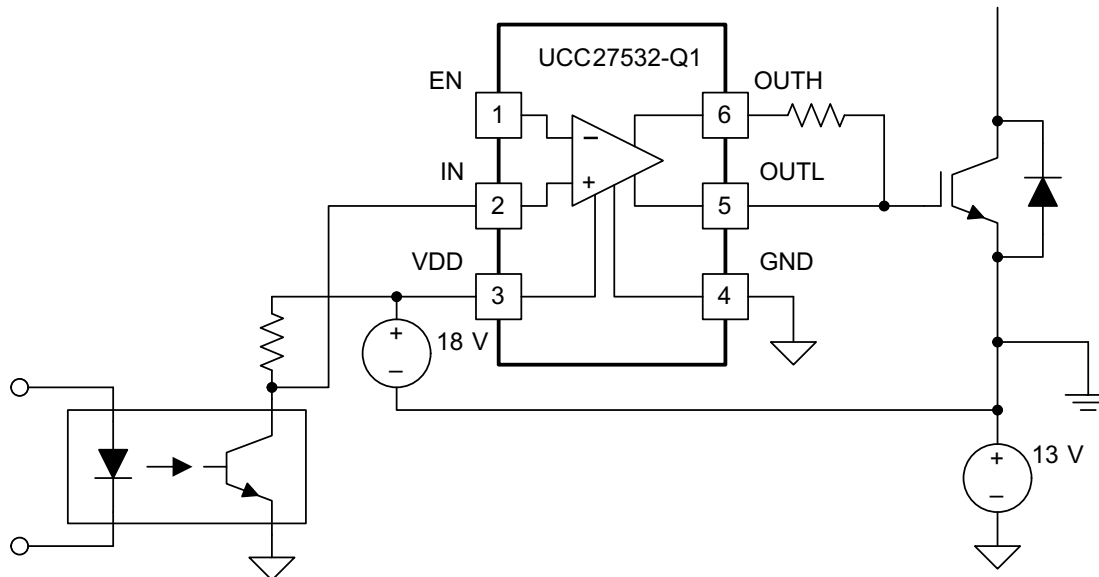 UCC27532-Q1
EN
OUTH
1
6
−
IN
OUTL
+
2
5
VDD
GND
3
4
+
18 V
−
+
13 V
−